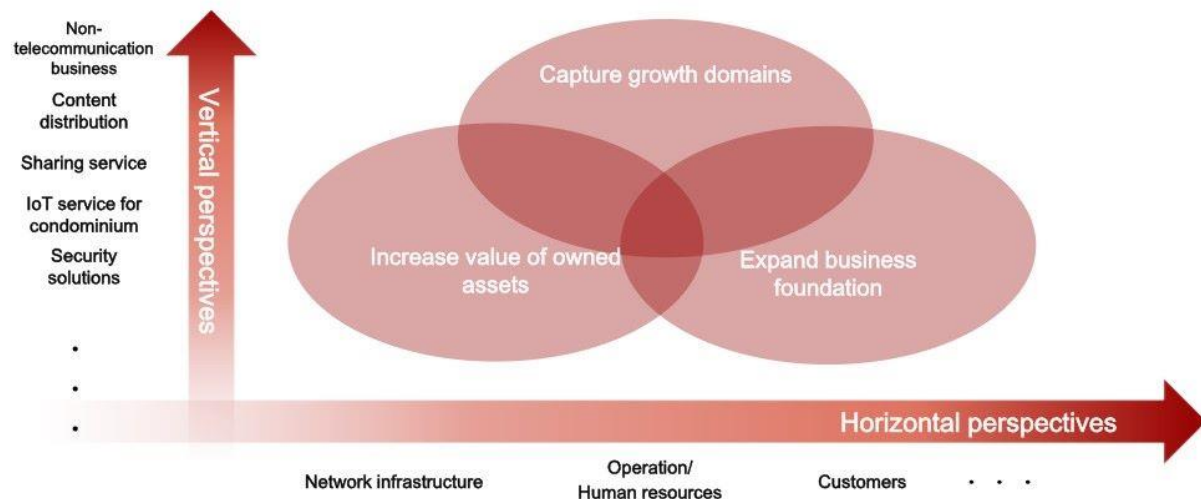 Non-
telecommunication
business
Content
distribution
Sharing service
IoT service for
condominium
Security
solutions
Vertical perspectives
Capture growth domains
Increase value of owned
assets
Expand business
foundation
Horizontal perspectives
Network infrastructure
Operation/
Human resources
Customers